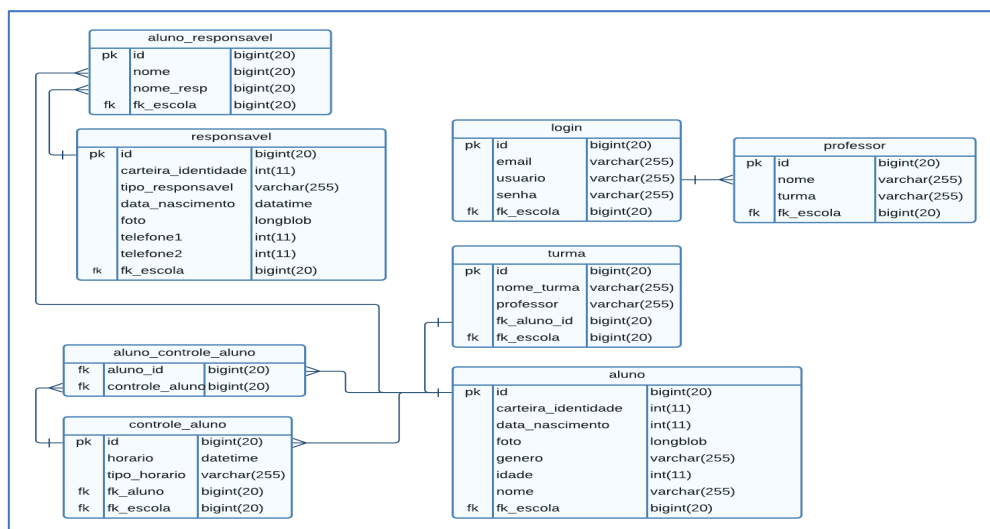 aluno_responsavel
pk id bigint(20)
nome bigint(20)
nome_resp bigint(20)
fk fk_escola bigint(20)
responsavel
pk id bigint(20)
carteira_identidade int(11)
tipo_responsavel varchar(255)
data_nascimento datatime
foto longblob
telefone1 int(11)
telefone2 int(11)
fk fk_escola bigint(20)
login
pk id bigint(20)
email varchar(255)
usuario varchar(255)
senha varchar(255)
fk fk_escola bigint(20)
professor
pk id bigint(20)
nome varchar(255)
turma varchar(255)
fk fk_escola bigint(20)
turma
pk id bigint(20)
nome_turma varchar(255)
professor varchar(255)
fk_aluno_id bigint(20)
fk fk_escola bigint(20)
aluno_controle_aluno
fk aluno_id bigint(20)
fk controle_aluno bigint(20)
controle_aluno
pk id bigint(20)
horario datetime
tipo_horario varchar(255)
fk fk_aluno bigint(20)
fk fk_escola bigint(20)
aluno
pk id bigint(20)
carteira_identidade int(11)
data_nascimento int(11)
foto longblob
genero varchar(255)
idade int(11)
nome varchar(255)
fk fk_escola bigint(20)